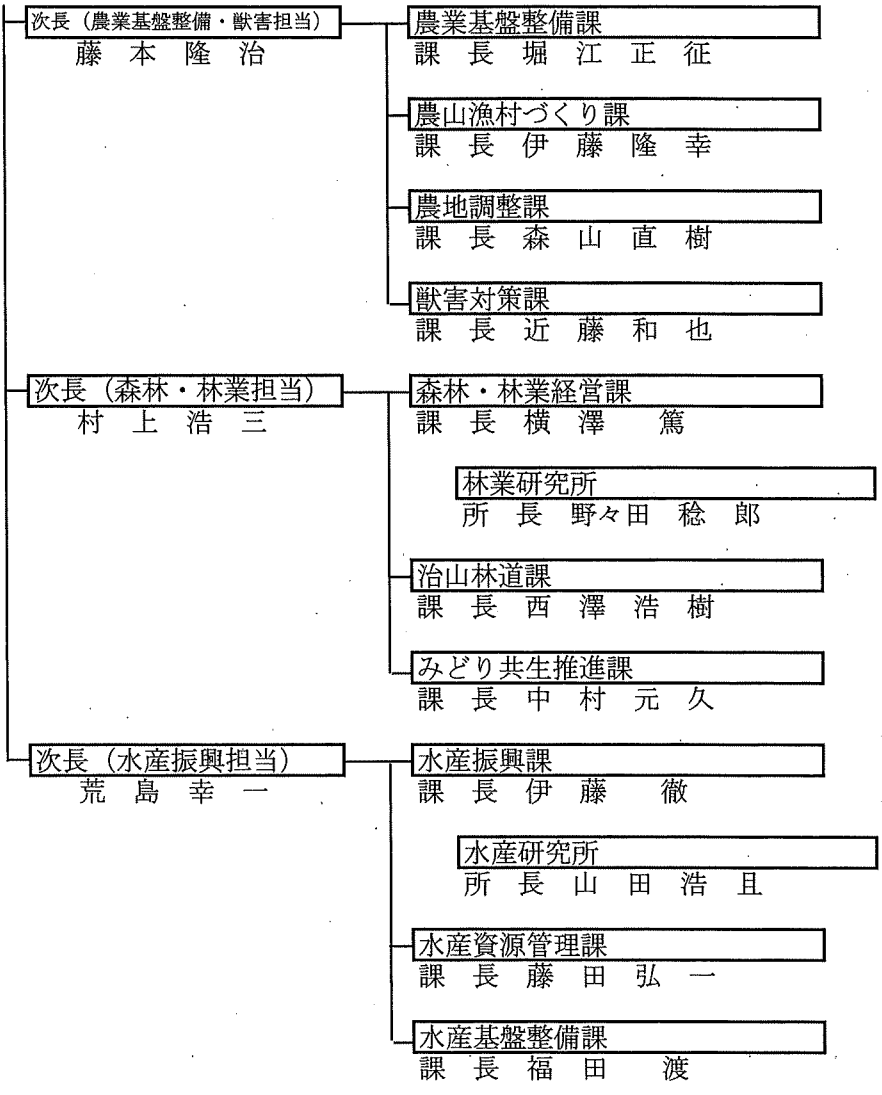 次長（農業基盤整備・獣害担当）
藤本隆治
農業基盤整備課
課長 堀江正征
農山漁村づくり課
課長 伊藤隆幸
農地調整課
課長 森山直樹
獣害対策課
課長 近藤和也
次長（森林・林業担当）
村上浩三
森林・林業経営課
課長 横澤 篤
林業研究所
所長 野々田稔郎
治山林道課
課長 西澤浩樹
みどり共生推進課
課長 中村元久
次長（水産振興担当）
荒島幸一
水産振興課
課長 伊藤 徹
水産研究所
所長 山田浩且
水産資源管理課
課長 藤田弘一
水産基盤整備課
課長 福田 渡